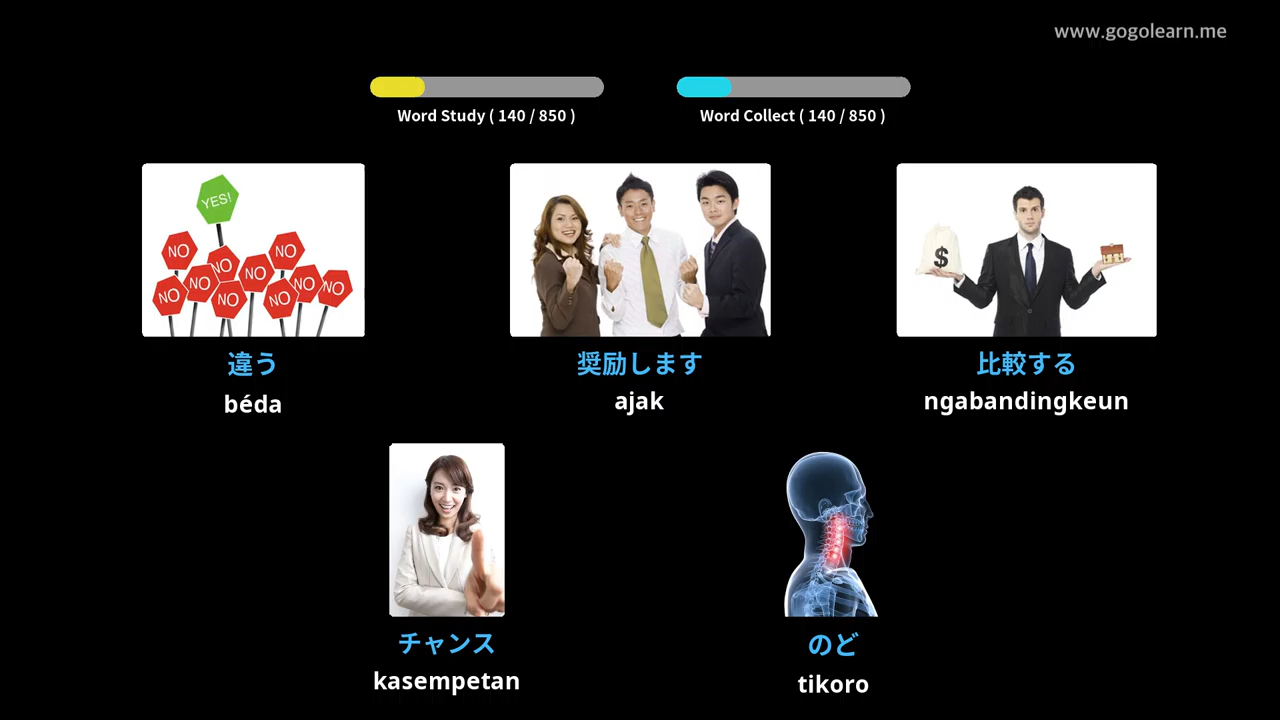 www.gogolearn.me
Word Study ( 140 / 850 )
Word Collect ( 140 / 850 )
YES!
NO
NO
NO
NO
NO
NO
NO
NO
NO
$
違う
奨励します
比較する
béda
ajak
ngabandingkeun
チャンス
のど
kasempetan
tikoro